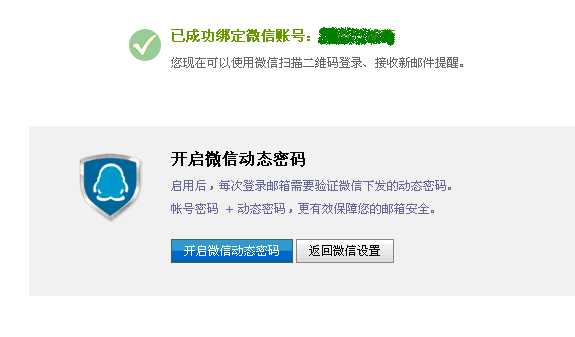 已成功绑定微信账号：
您现在可以使用微信扫描二维码登录、接收新邮件提醒。
开启微信动态密码
启用后，每次登录邮箱需要验证微信下发的动态密码。
帐号密码 + 动态密码，更有效保障您的邮箱安全。
开启微信动态密码 返回微信设置